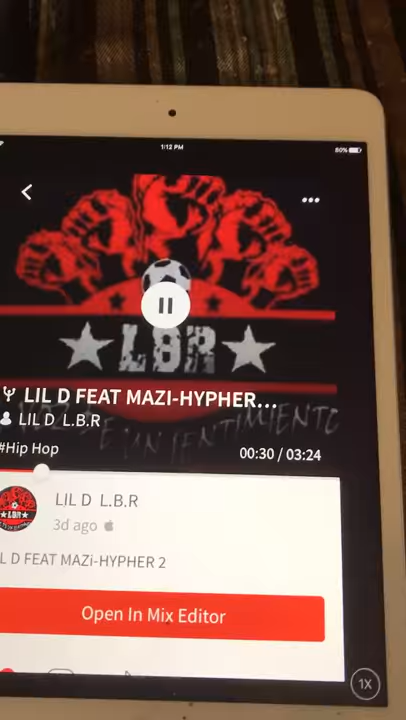 1:12 PM
80%
LBR
LIL D FEAT MAZI-HYPHER...
LIL D L.B.R
#Hip Hop
00:30 / 03:24
LIL D L.B.R
3d ago
L D FEAT MAZi-HYPHER 2
Open In Mix Editor
1X